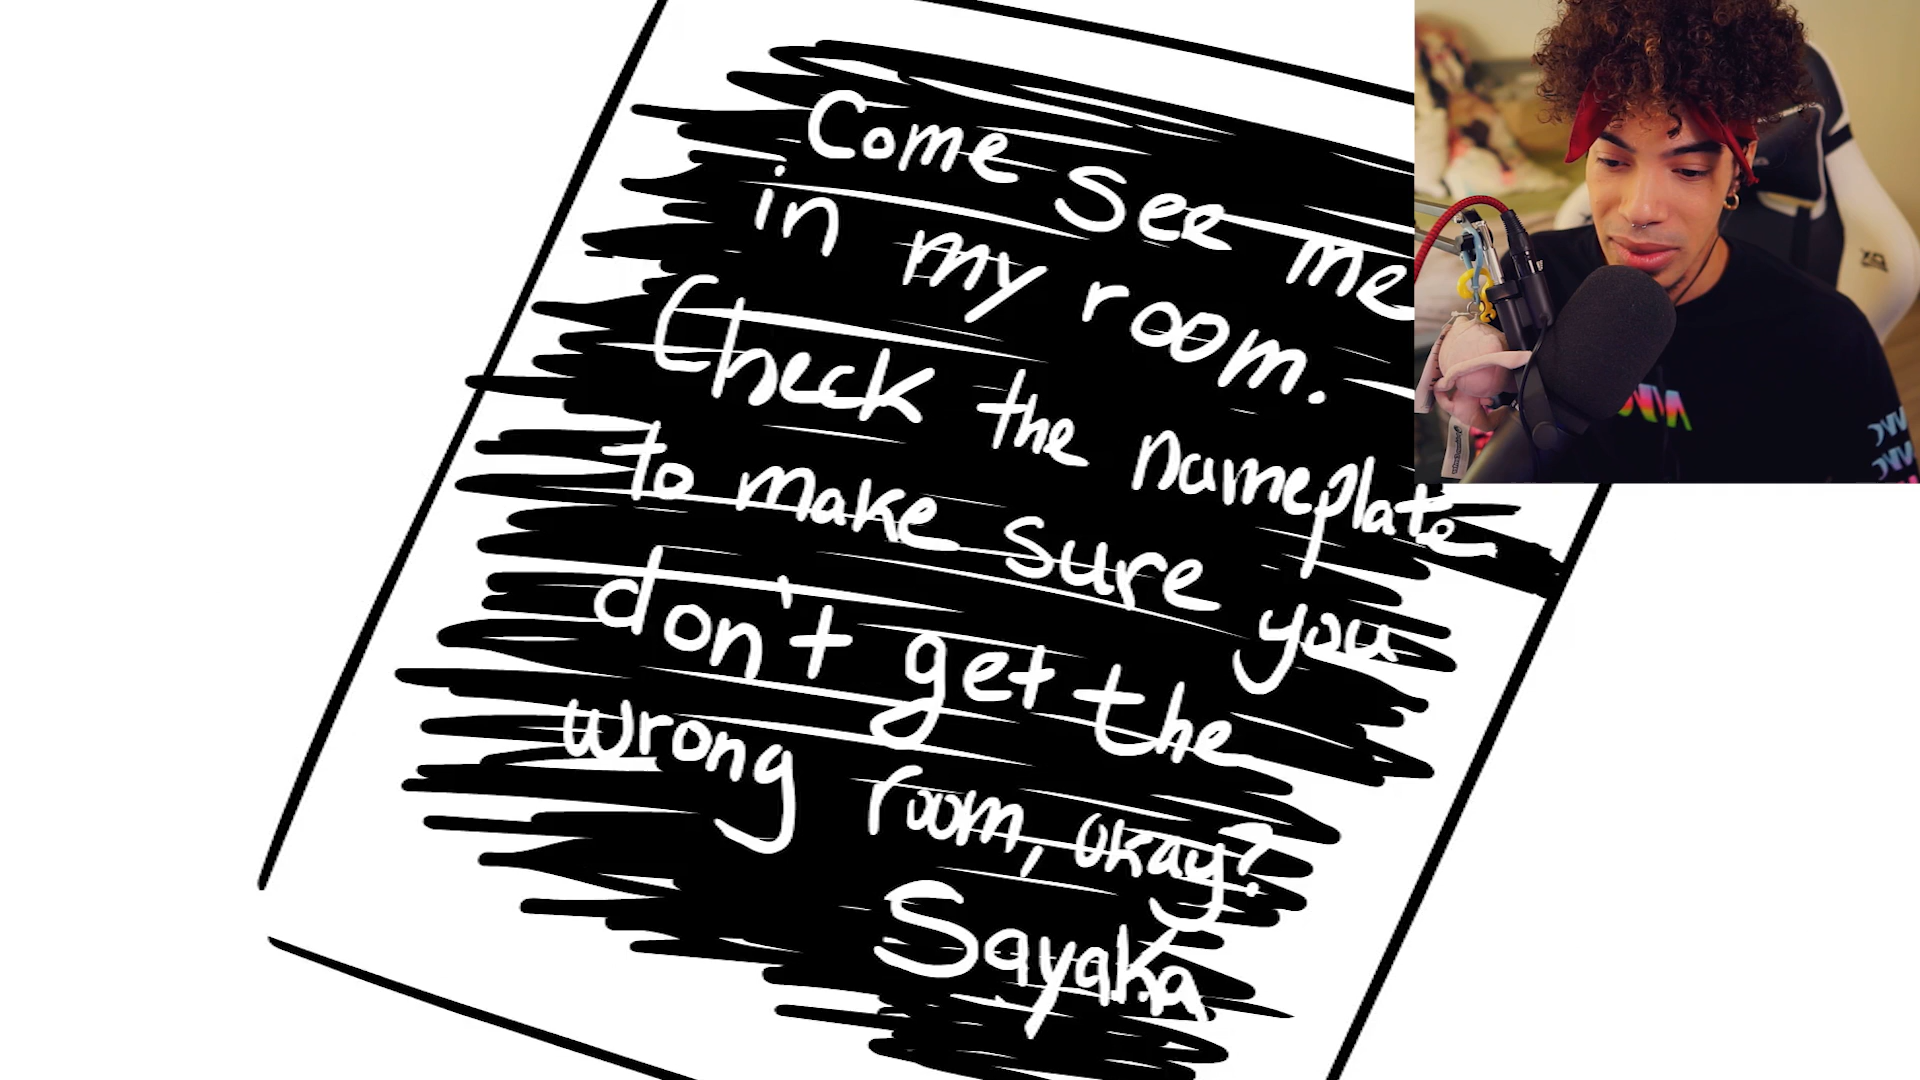 Come see me
in my room.
Check the nameplate
to make sure you
don't get the
wrong room, okay?
Sayaka